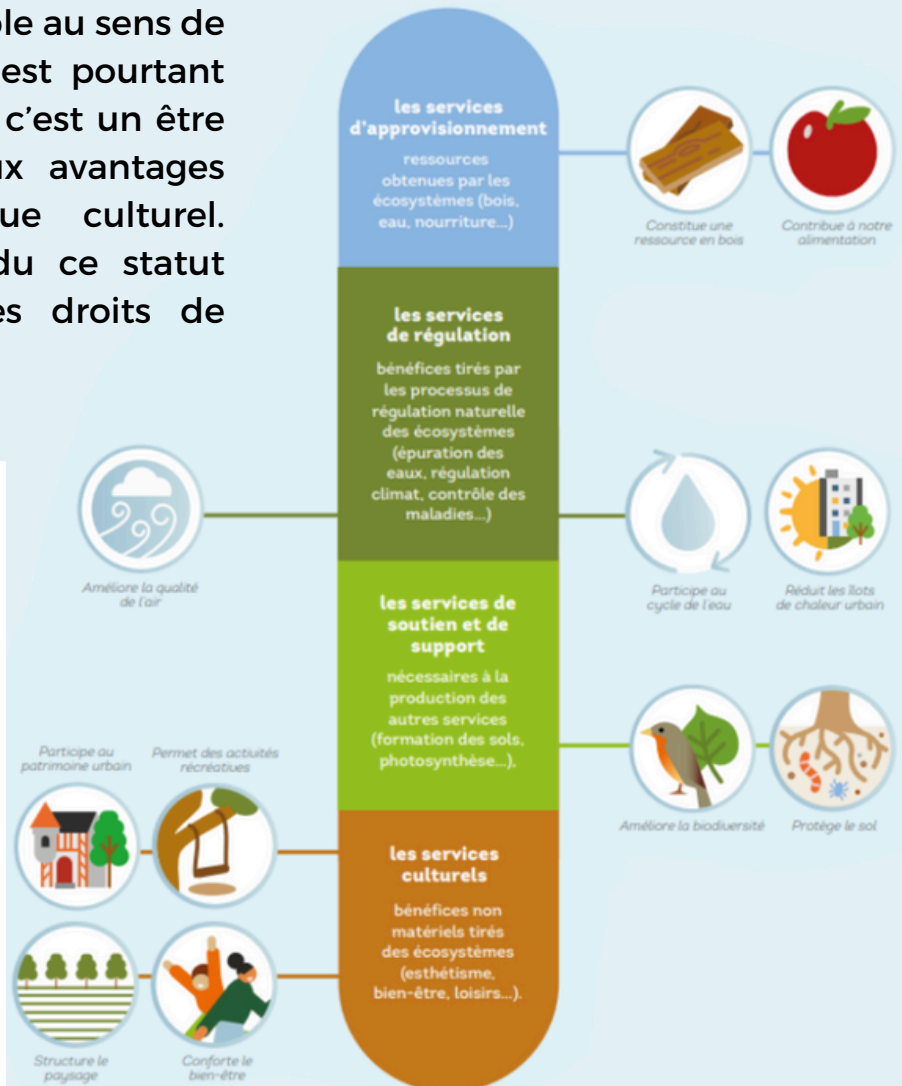 ble au sens de
est pourtant
c'est un être
ux avantages
ue culturel.
du ce statut
es droits de
les services
d'approvisionnement
ressources
obtenues par les
écosystèmes (bois,
eau, nourriture...)
Constitue une
ressource en bois
Contribue à notre
alimentation
les services
de régulation
bénéfices tirés par
les processus de
régulation naturelle
des écosystèmes
(épuration des
eaux, régulation
climat, contrôle des
maladies...)
Améliore la qualité
de l'air
Participe au
cycle de l'eau
Réduit les îlots
de chaleur urbain
les services de
soutien et de
support
nécessaires à la
production des
autres services
(formation des sols,
photosynthèse...),
Améliore la biodiversité
Protège le sol
Participe au
patrimoine urbain
Permet des activités
récréatives
les services
culturels
bénéfices non
matériels tirés
des écosystèmes
(esthétisme,
bien-être, loisirs...).
Structure le
paysage
Conforte le
bien-être